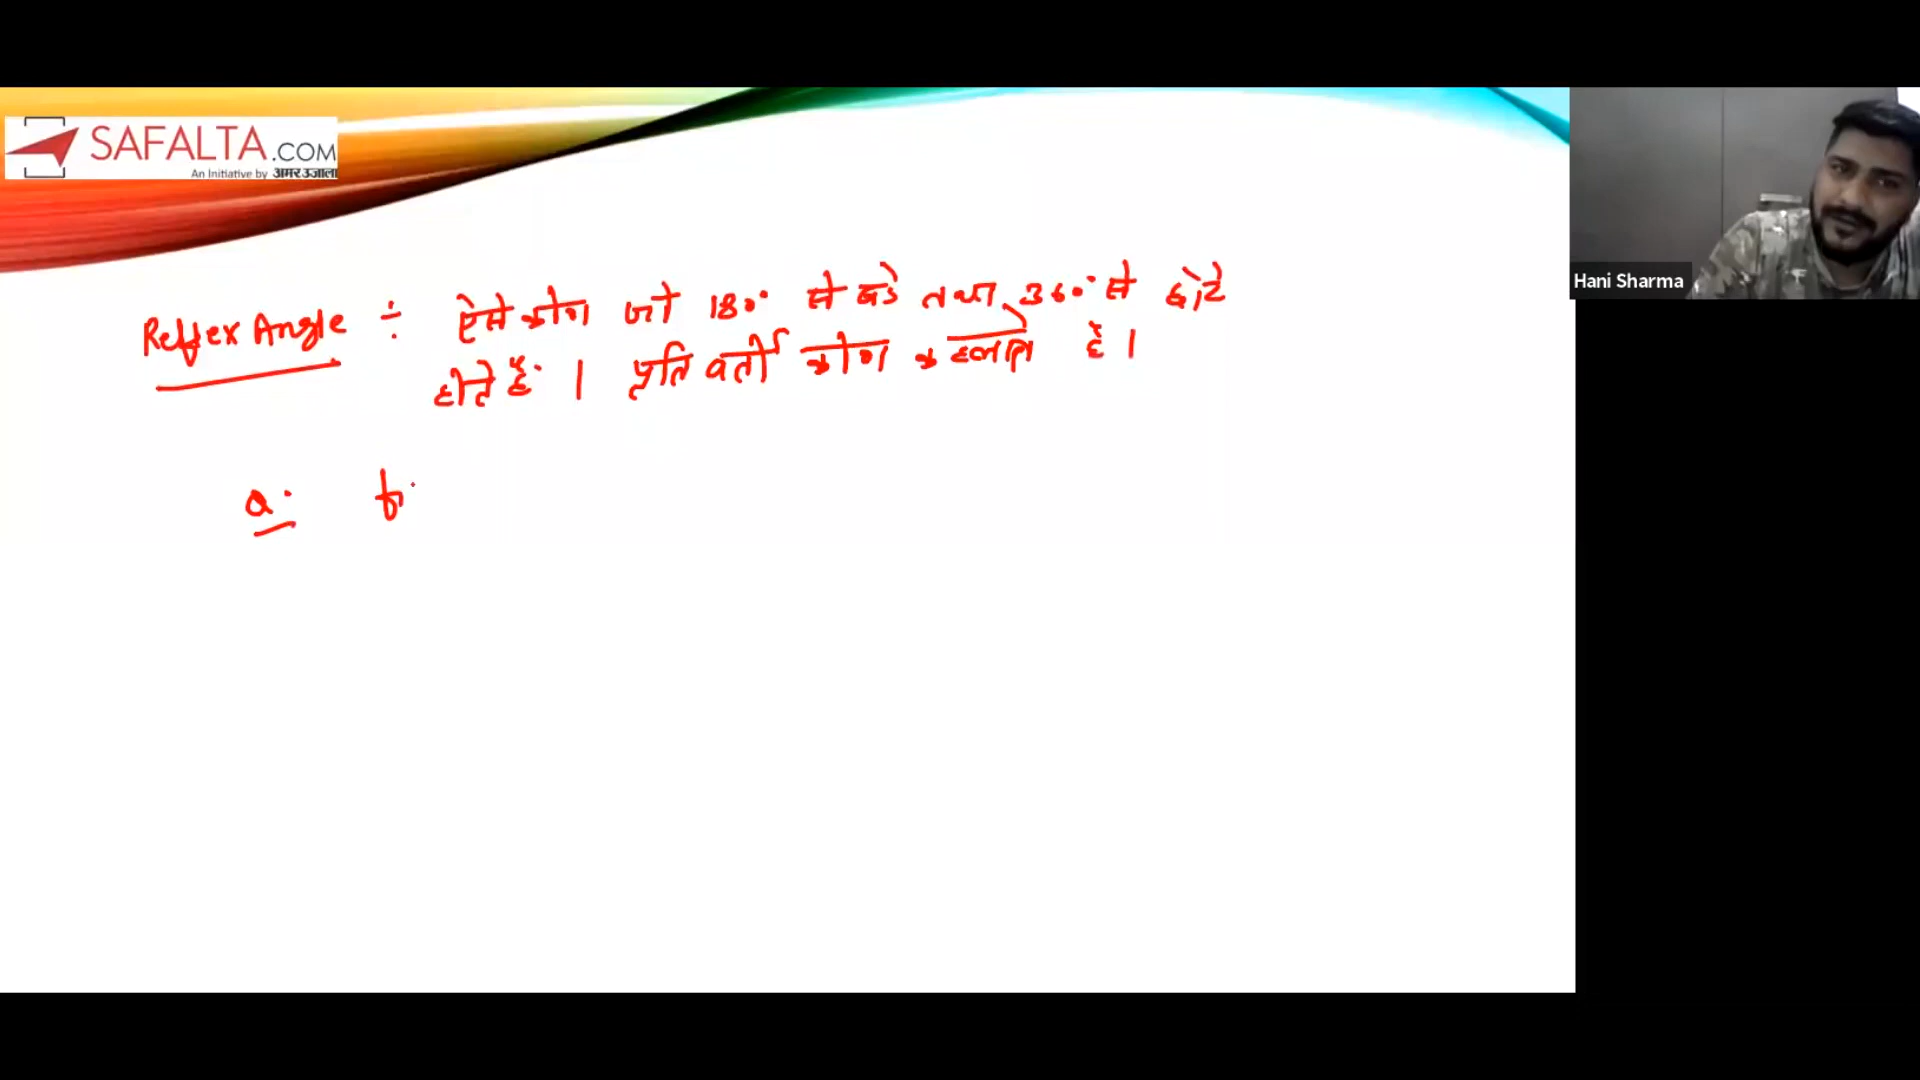 SAFALTA.COM
An Initiative by अमर उजाला
Hani Sharma
Reflex Angle ÷ ऐसे कोण जो 180° से बड़े तथा 360° से छोटे
होते हैं । प्रतिवर्ती कोण कहलाते हैं ।
Q.